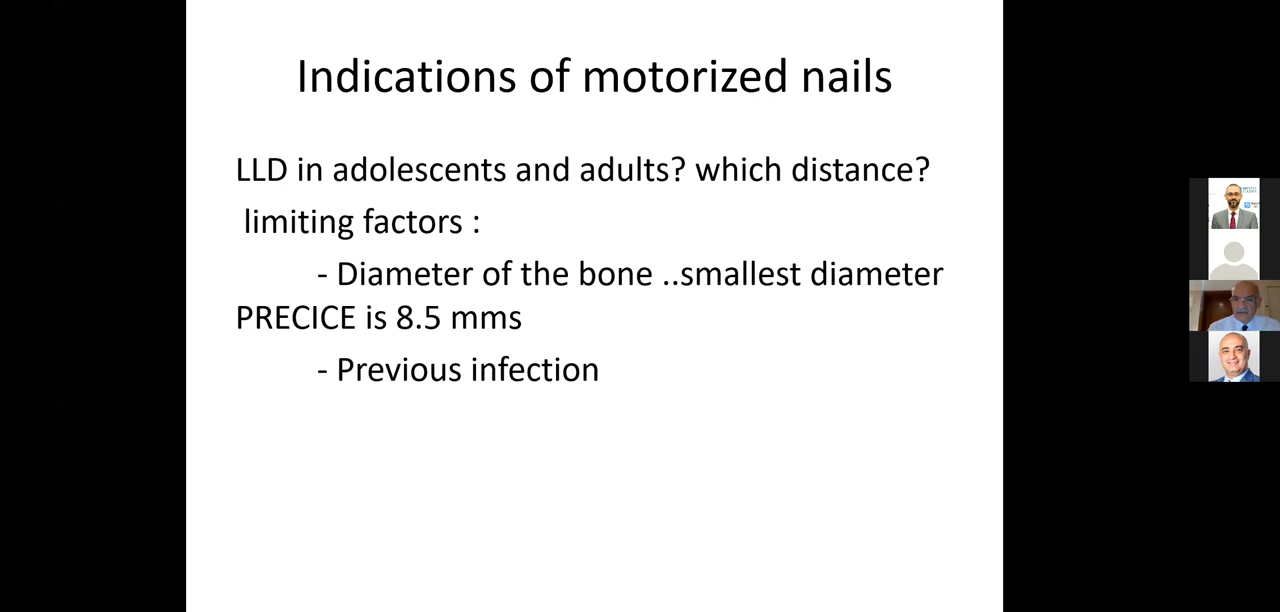 Indications of motorized nails
LLD in adolescents and adults? which distance?
limiting factors :
- Diameter of the bone ..smallest diameter
PRECICE is 8.5 mms
- Previous infection